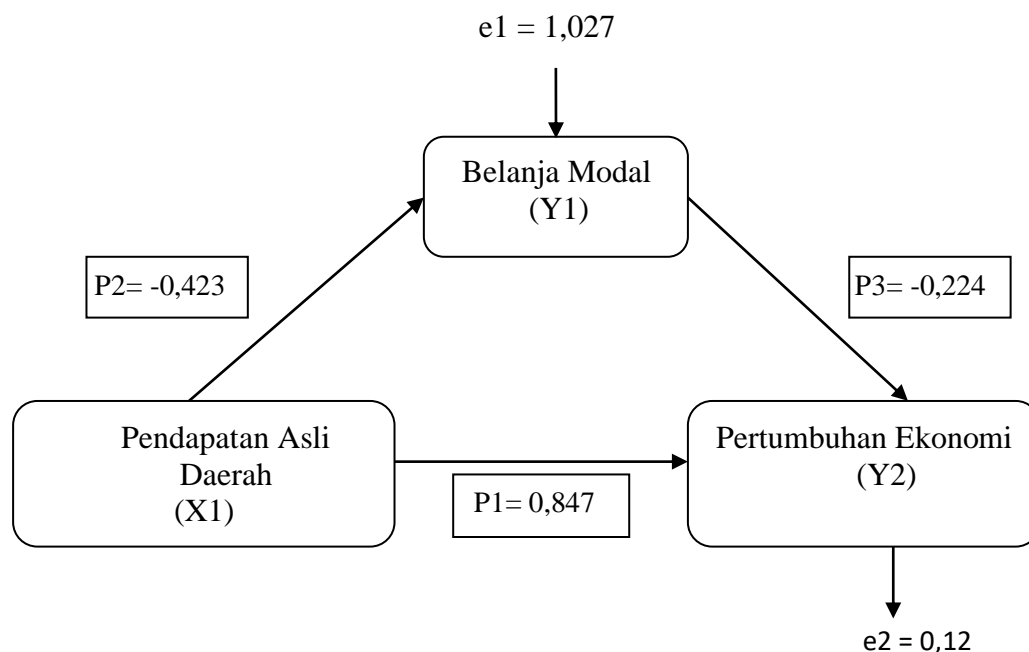 e1 = 1,027
Belanja Modal
(Y1)
P2= -0,423
P3= -0,224
Pendapatan Asli
Daerah
(X1)
P1= 0,847
Pertumbuhan Ekonomi
(Y2)
e2 = 0,12